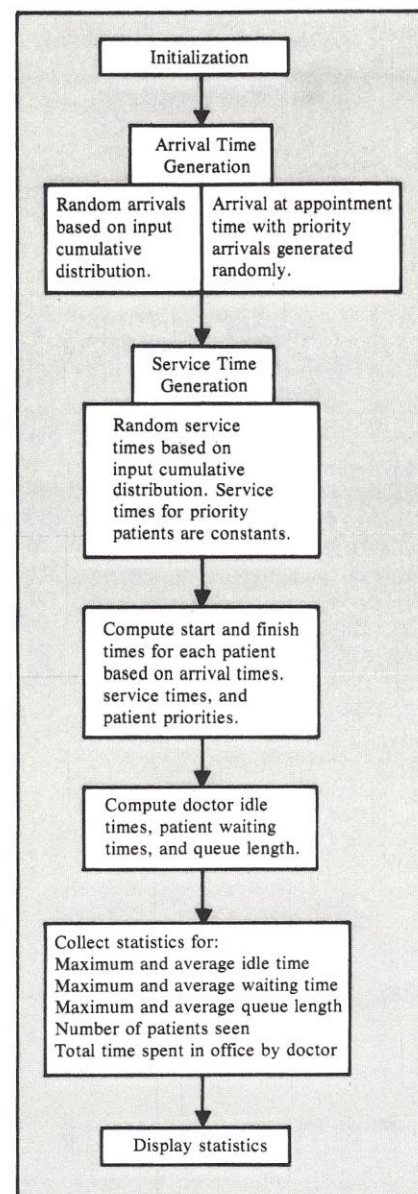 Initialization
Arrival Time
Generation
Random arrivals
based on input
cumulative
distribution.
Arrival at appointment
time with priority
arrivals generated
randomly.
Service Time
Generation
Random service
times based on
input cumulative
distribution. Service
times for priority
patients are constants.
Compute start and finish
times for each patient
based on arrival times.
service times, and
patient priorities.
Compute doctor idle
times, patient waiting
times, and queue length.
Collect statistics for:
Maximum and average idle time
Maximum and average waiting time
Maximum and average queue length
Number of patients seen
Total time spent in office by doctor
Display statistics